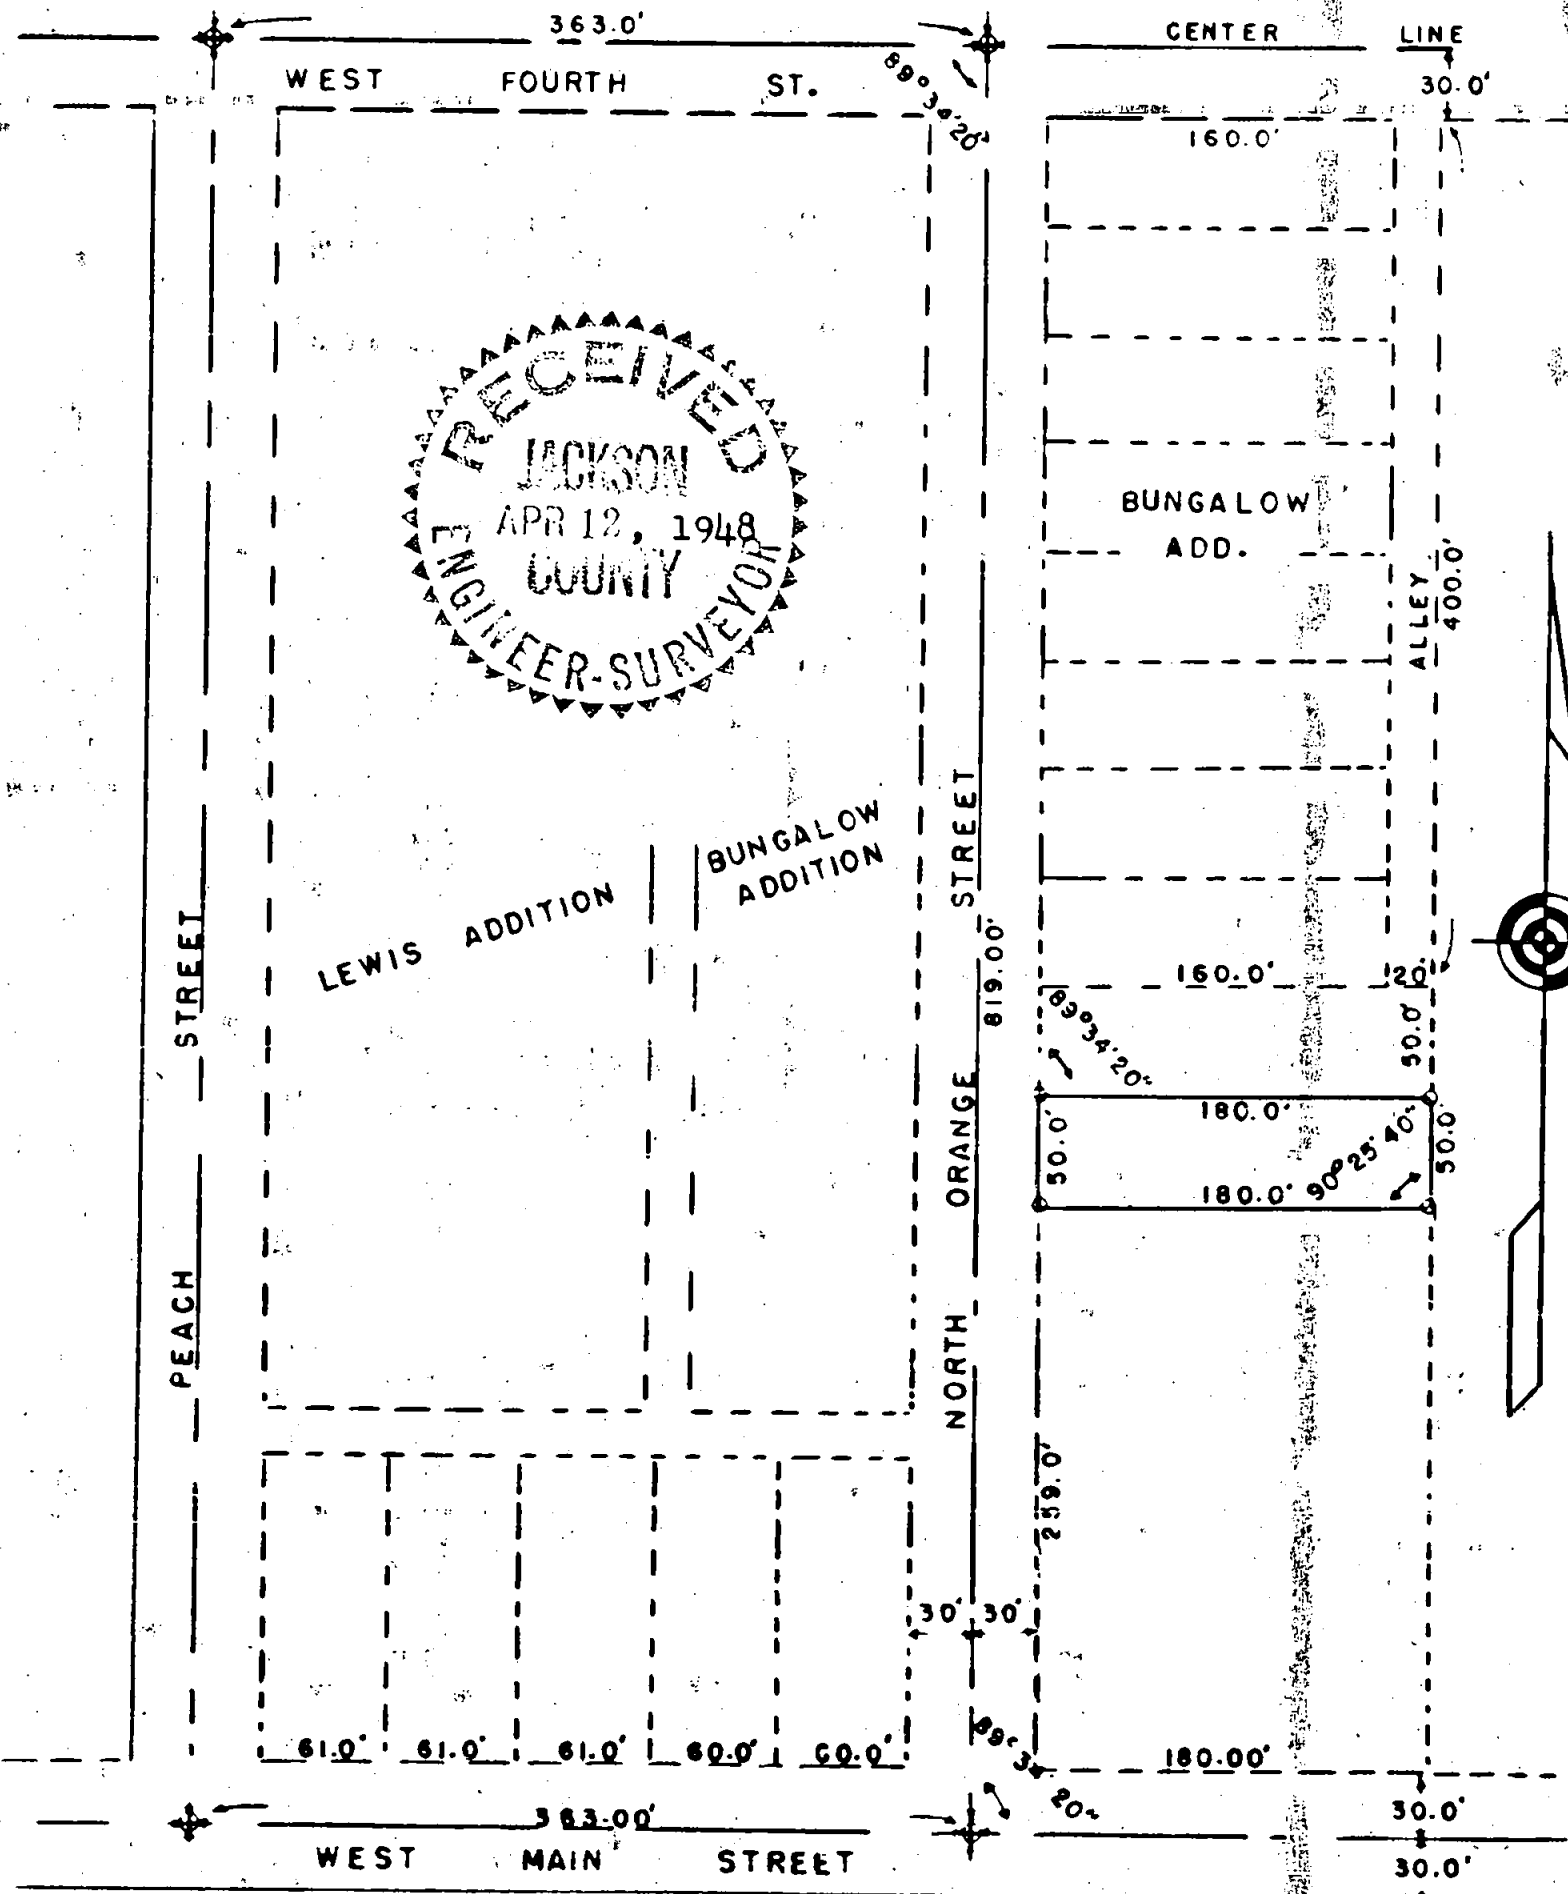 363.0'
CENTER LINE
WEST FOURTH ST.
30.0'
89°34'20"
160.0'
RECEIVED
JACKSON
APR 12, 1948
COUNTY
ENGINEER-SURVEYOR
BUNGALOW
ADD.
ALLEY
400.0'
STREET
BUNGALOW
ADDITION
LEWIS ADDITION
STREET
819.00'
160.0'
20'
89°34'20"
50.0'
180.0'
50.0'
ORANGE
50.0'
90°25'40"
180.0'
PEACH
NORTH
259.0'
30' 30'
61.0' 61.0' 61.0' 60.0' 60.0'
180.00'
20"
363.00'
30.0'
WEST MAIN STREET
30.0'